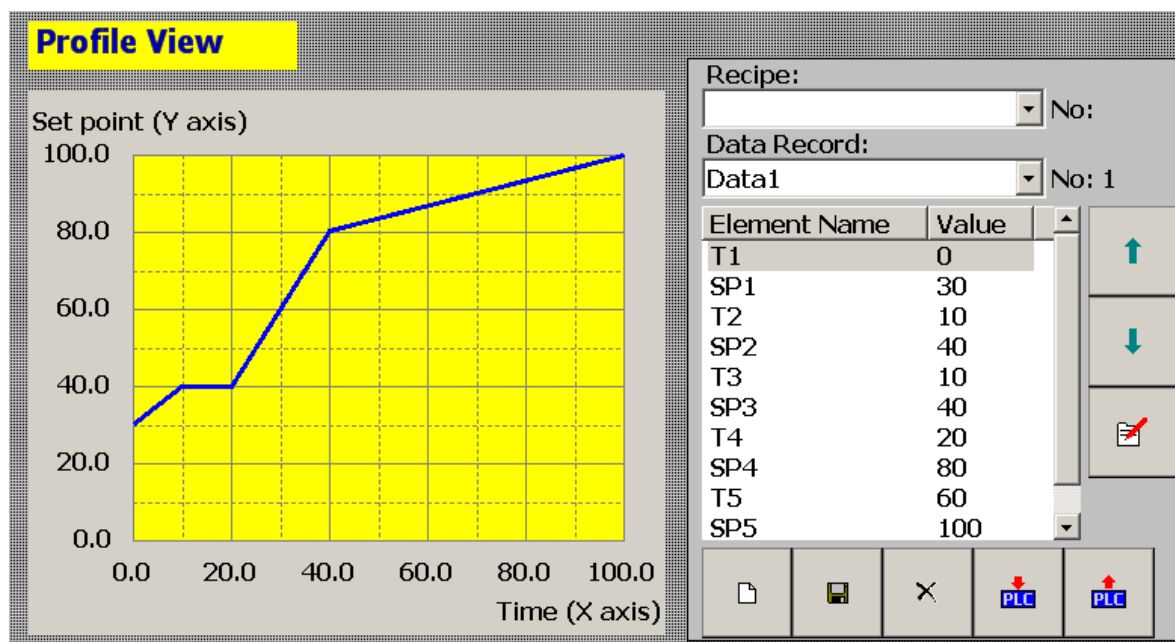 Profile View
Set point (Y axis)
100.0
80.0
60.0
40.0
20.0
0.0
0.0 20.0 40.0 60.0 80.0 100.0
Time (X axis)
Recipe:
No:
Data Record:
Data1 No: 1
Element Name Value
T1 0
SP1 30
T2 10
SP2 40
T3 10
SP3 40
T4 20
SP4 80
T5 60
SP5 100
PLC PLC